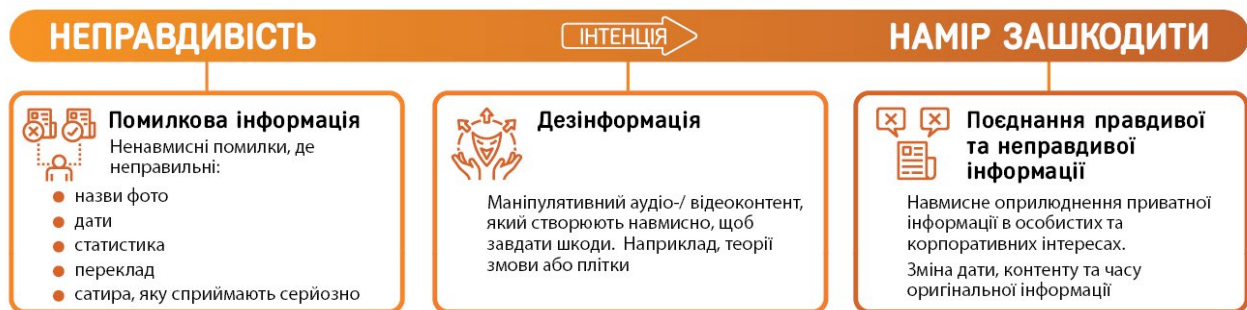 НЕПРАВДИВІСТЬ
ІНТЕНЦІЯ
НАМІР ЗАШКОДИТИ
Помилкова інформація
Ненавмисні помилки, де
неправильні:
назви фото
дати
статистика
переклад
сатира, яку сприймають серйозно
Дезінформація
Маніпулятивний аудіо-/ відеоконтент,
який створюють навмисно, щоб
завдати шкоди. Наприклад, теорії
змови або плітки
Поєднання правдивої
та неправдивої
інформації
Навмисне оприлюднення приватної
інформації в особистих та
корпоративних інтересах.
Зміна дати, контенту та часу
оригінальної інформації